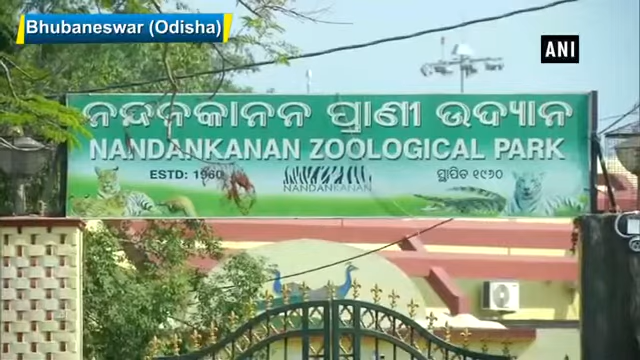 Bhubaneswar (Odisha)
ANI
ନନ୍ଦନକାନନ ପ୍ରାଣୀ ଉଦ୍ୟାନ
NANDANKANAN ZOOLOGICAL PARK
ESTD: 1960
NANDANKANAN
ସ୍ଥାପିତ ୧୯୬୦